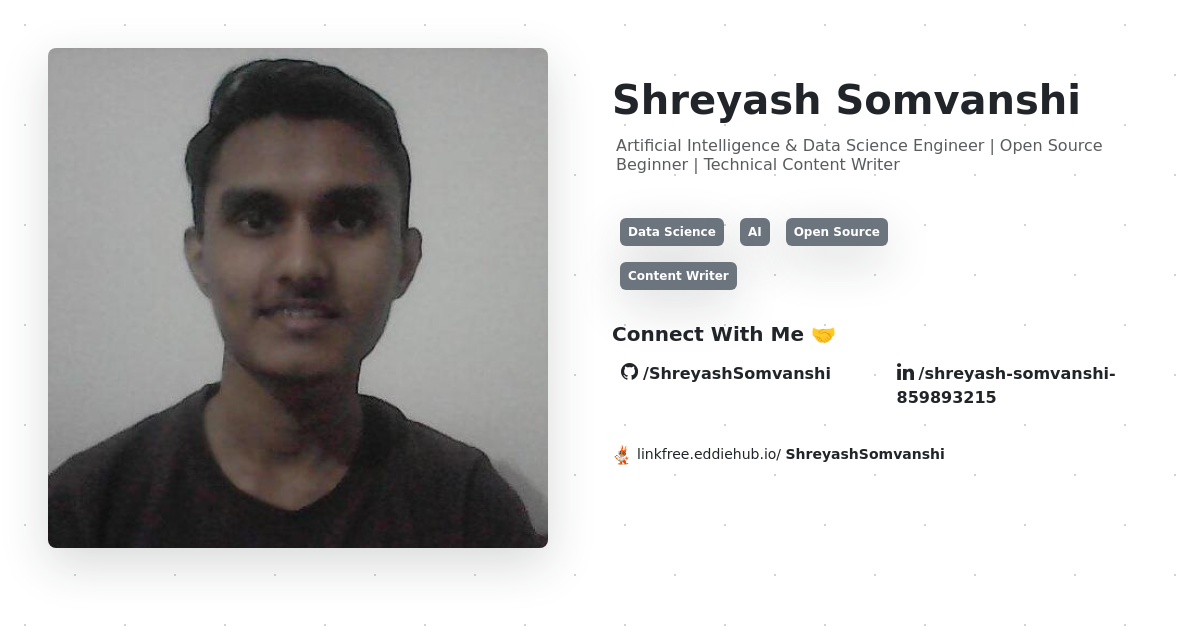 Shreyash Somvanshi
Artificial Intelligence & Data Science Engineer | Open Source
Beginner | Technical Content Writer
Data Science AI Open Source
Content Writer
Connect With Me 🤝
/ShreyashSomvanshi
/shreyash-somvanshi-
859893215
linkfree.eddiehub.io/ ShreyashSomvanshi